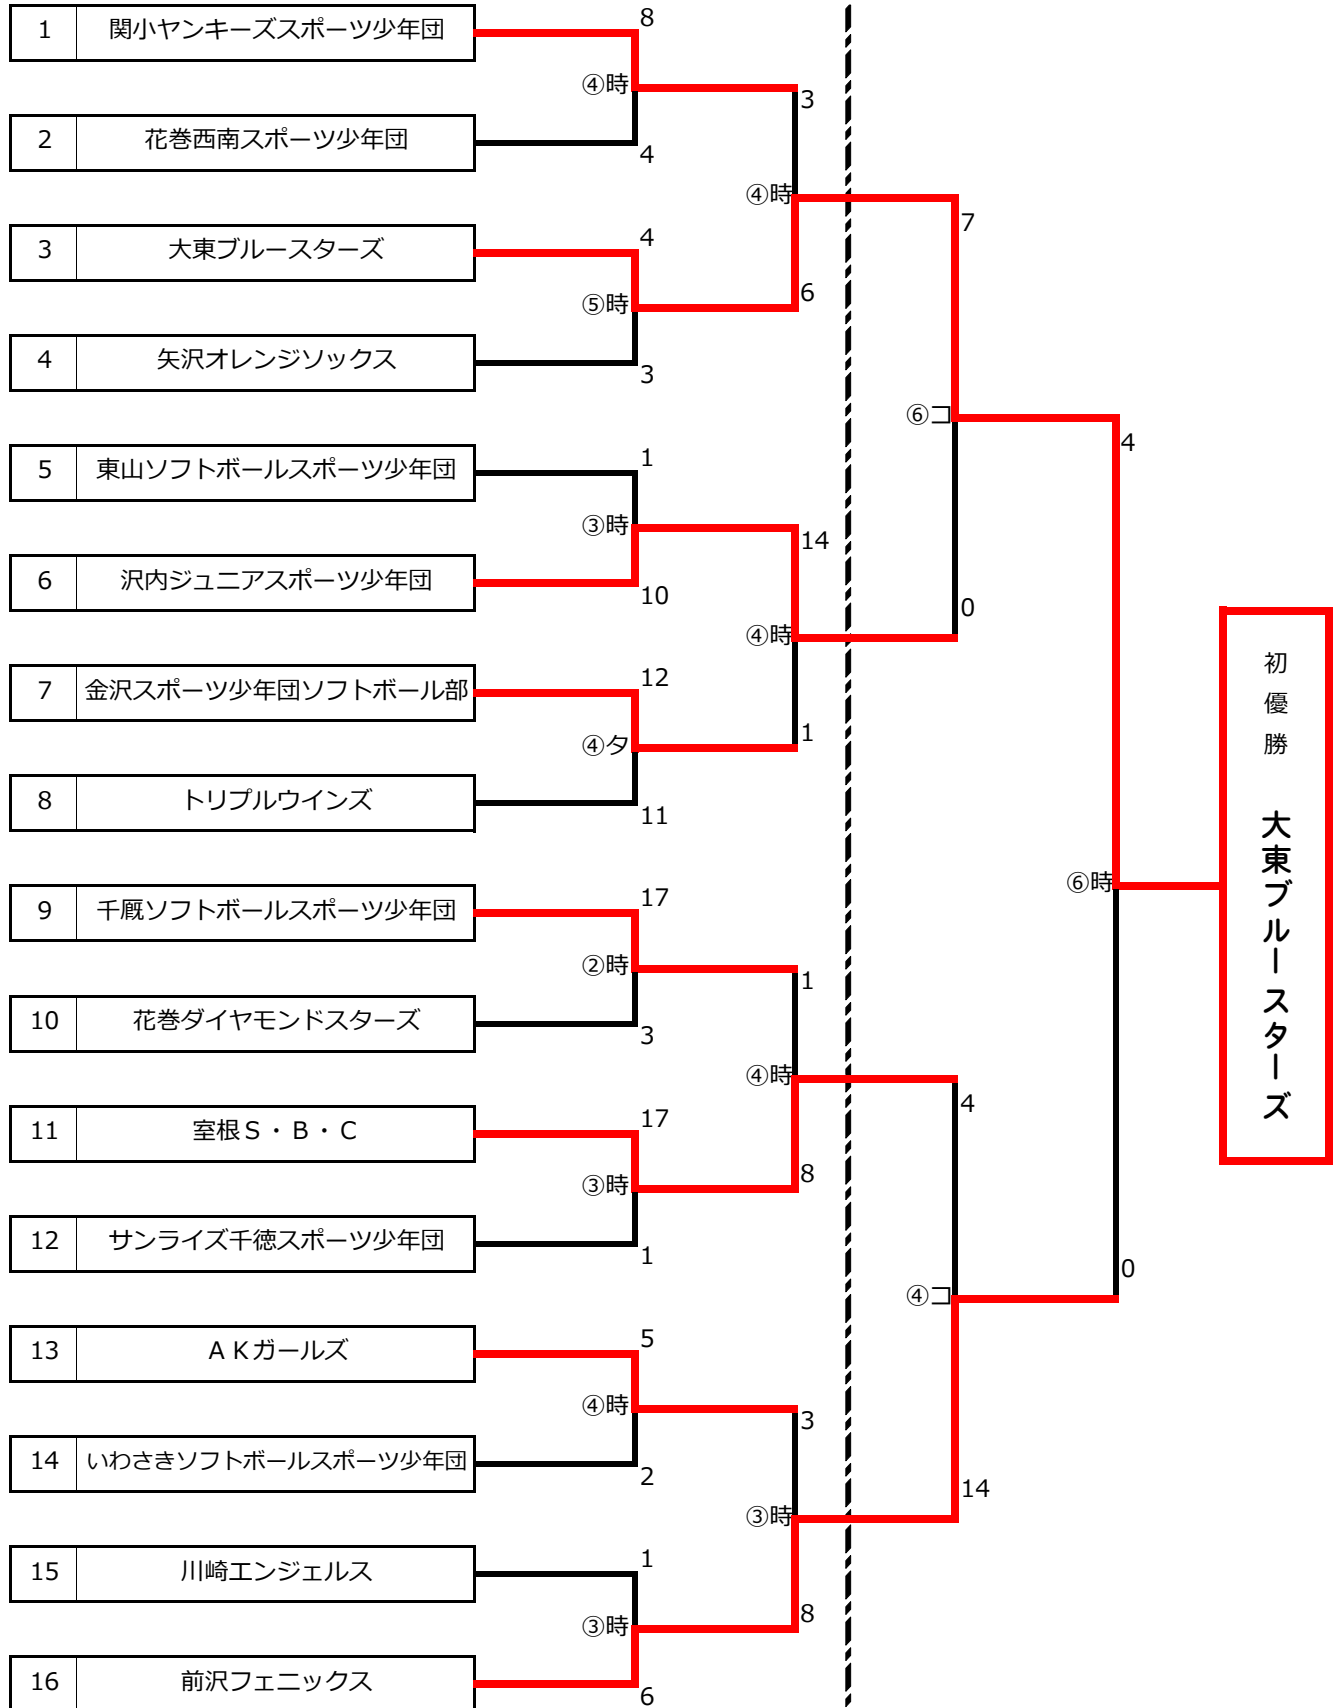 1 関小ヤンキーズスポーツ少年団
8
④時
3
2 花巻西南スポーツ少年団
4
④時
7
3 大東ブルースターズ
4
⑤時
6
4 矢沢オレンジソックス
3
⑥コ
4
5 東山ソフトボールスポーツ少年団
1
③時
14
6 沢内ジュニアスポーツ少年団
10
④時
0
7 金沢スポーツ少年団ソフトボール部
12
④タ
1
8 トリプルウインズ
11
⑥時
初優勝 大東ブルースターズ
9 千厩ソフトボールスポーツ少年団
17
②時
1
10 花巻ダイヤモンドスターズ
3
④時
4
11 室根S・B・C
17
③時
8
12 サンライズ千徳スポーツ少年団
1
④コ
0
13 AKガールズ
5
④時
3
14 いわさきソフトボールスポーツ少年団
2
③時
14
15 川崎エンジェルス
1
③時
8
16 前沢フェニックス
6